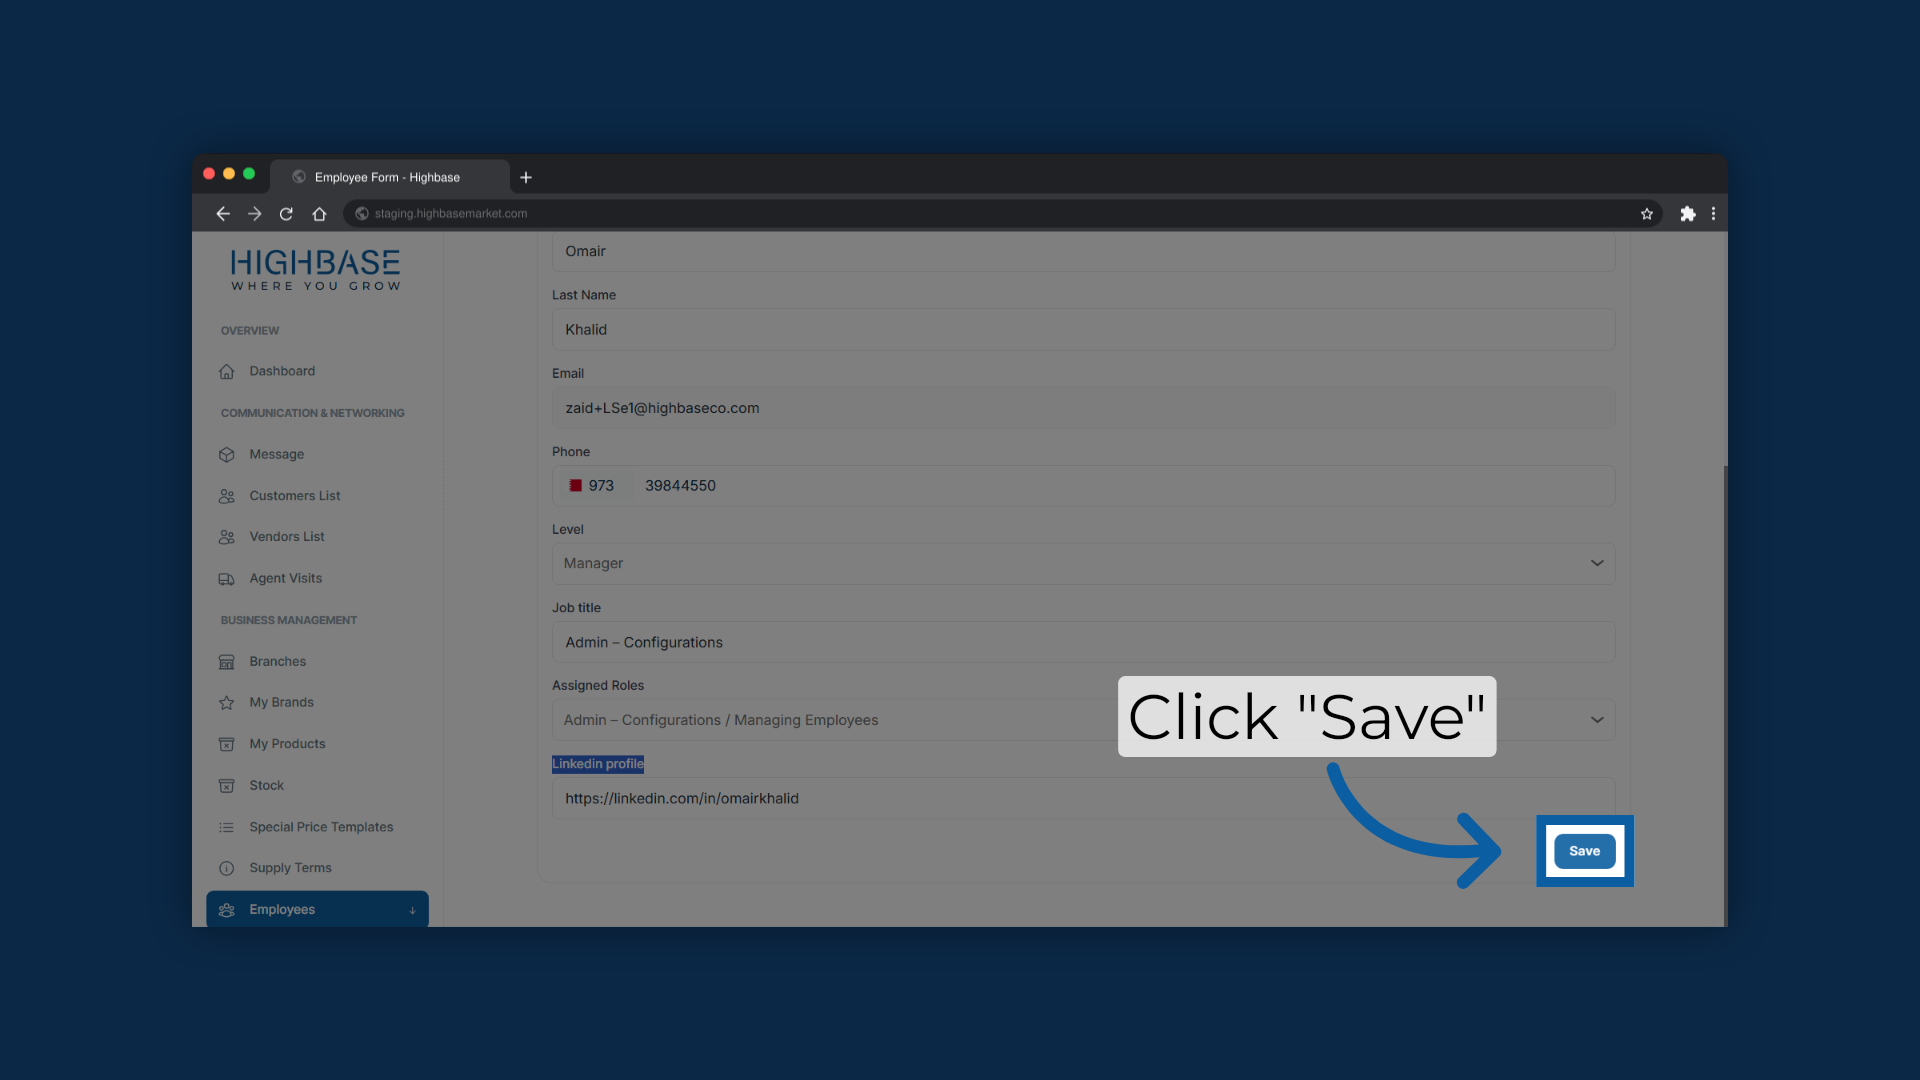 Employee Form - Highbase
staging.highbasemarket.com
HIGHBASE
WHERE YOU GROW
OVERVIEW
Dashboard
COMMUNICATION & NETWORKING
Message
Customers List
Vendors List
Agent Visits
BUSINESS MANAGEMENT
Branches
My Brands
My Products
Stock
Special Price Templates
Supply Terms
Employees
Omair
Last Name
Khalid
Email
zaid+LSe1@highbaseco.com
Phone
973 39844550
Level
Manager
Job title
Admin – Configurations
Assigned Roles
Admin – Configurations / Managing Employees
Linkedin profile
https://linkedin.com/in/omairkhalid
Click "Save"
Save